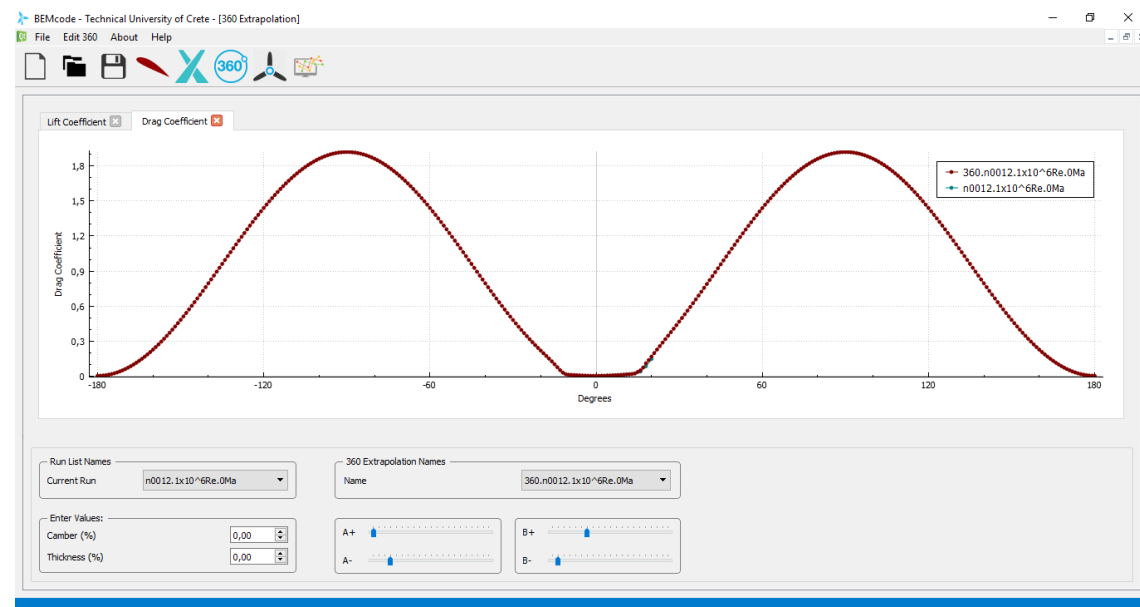 BEMcode - Technical University of Crete - [360 Extrapolation]
File Edit 360 About Help
360°
Lift Coefficient Drag Coefficient
1,8
1,5
1,2
0,9
0,6
0,3
0
Drag Coefficient
360.n0012.1x10^6Re.0Ma
n0012.1x10^6Re.0Ma
-180 -120 -60 0 60 120 180
Degrees
Run List Names
Current Run n0012.1x10^6Re.0Ma
360 Extrapolation Names
Name 360.n0012.1x10^6Re.0Ma
Enter Values:
Camber (%) 0,00
Thickness (%) 0,00
A+
A-
B+
B-